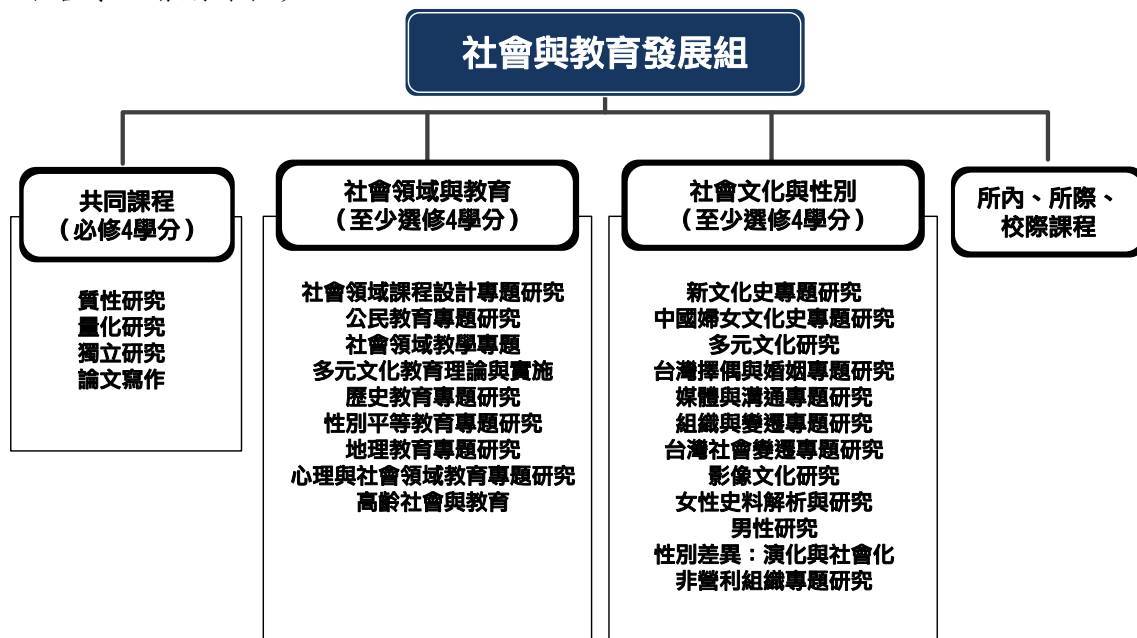 社會與教育發展組
共同課程
（必修4學分）
質性研究
量化研究
獨立研究
論文寫作
社會領域與教育
（至少選修4學分）
社會領域課程設計專題研究
公民教育專題研究
社會領域教學專題
多元文化教育理論與實施
歷史教育專題研究
性別平等教育專題研究
地理教育專題研究
心理與社會領域教育專題研究
高齡社會與教育
社會文化與性別
（至少選修4學分）
新文化史專題研究
中國婦女文化史專題研究
多元文化研究
台灣擇偶與婚姻專題研究
媒體與溝通專題研究
組織與變遷專題研究
台灣社會變遷專題研究
影像文化研究
女性史料解析與研究
男性研究
性別差異：演化與社會化
非營利組織專題研究
所內、所際、
校際課程